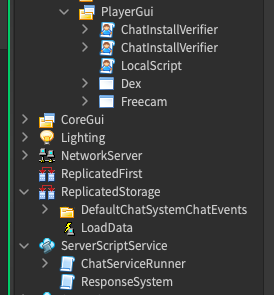 PlayerGui
ChatInstallVerifier
ChatInstallVerifier
LocalScript
Dex
Freecam
CoreGui
Lighting
NetworkServer
ReplicatedFirst
ReplicatedStorage
DefaultChatSystemChatEvents
LoadData
ServerScriptService
ChatServiceRunner
ResponseSystem